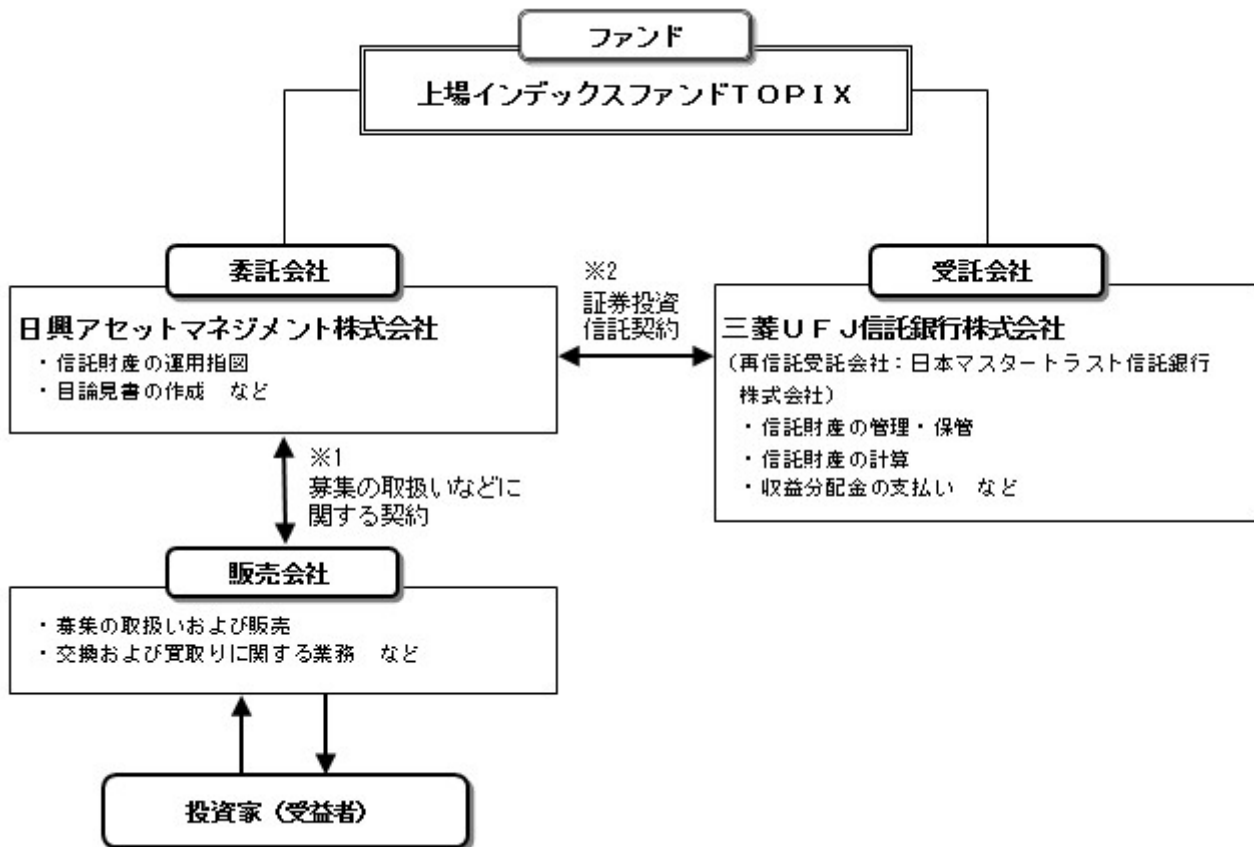 ファンド
上場インデックスファンドTOPIX
委託会社
日興アセットマネジメント株式会社
・信託財産の運用指図
・目論見書の作成　など
※2
証券投資
信託契約
受託会社
三菱UFJ信託銀行株式会社
（再信託受託会社：日本マスタートラスト信託銀行
株式会社）
・信託財産の管理・保管
・信託財産の計算
・収益分配金の支払い　など
※1
募集の取扱いなどに
関する契約
販売会社
・募集の取扱いおよび販売
・交換および買取りに関する業務　など
投資家（受益者）